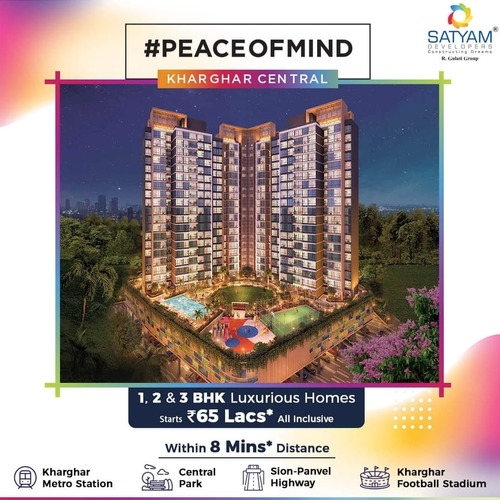 SATYAM®
DEVELOPERS
Constructing Dreams
R. Gulati Group
#PEACEOFMIND
KHARGHAR CENTRAL
1, 2 & 3 BHK Luxurious Homes
Starts ₹65 Lacs* All Inclusive
Within 8 Mins* Distance
Kharghar
Metro Station
Central
Park
Sion-Panvel
Highway
Kharghar
Football Stadium